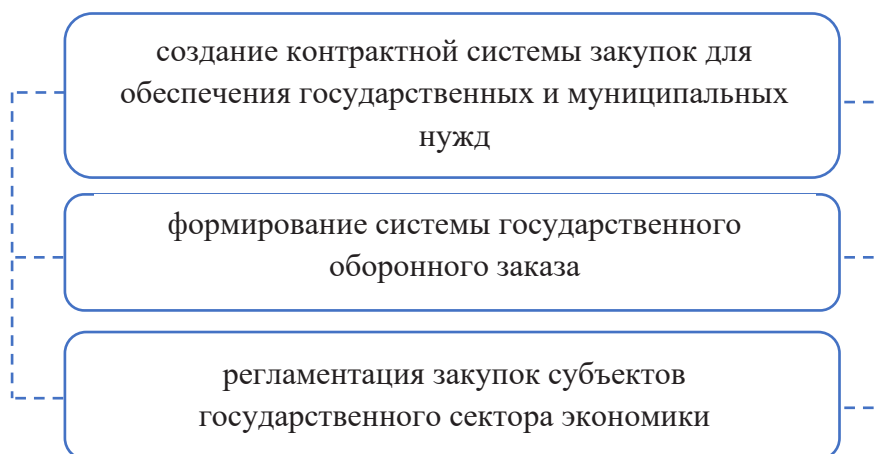 создание контрактной системы закупок для
обеспечения государственных и муниципальных
нужд
формирование системы государственного
оборонного заказа
регламентация закупок субъектов
государственного сектора экономики